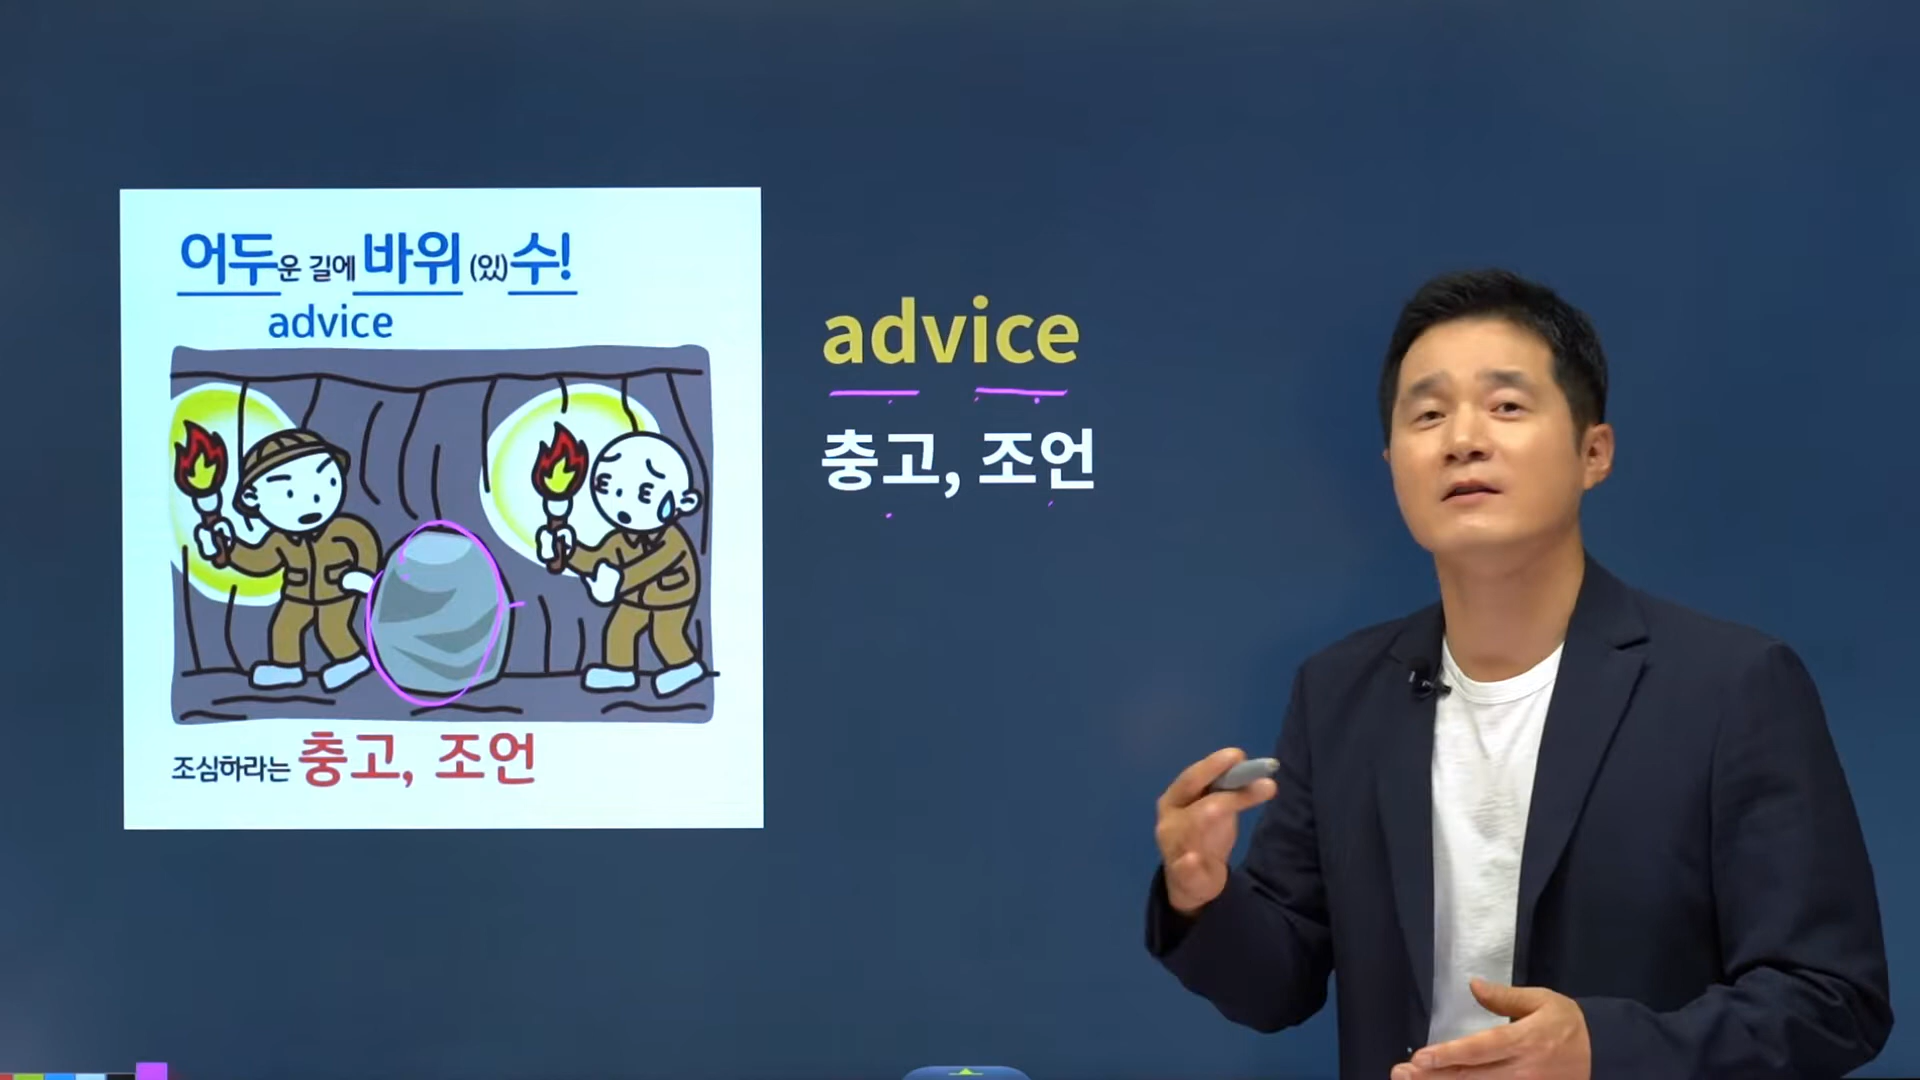 어두운 길에 바위 (있)수!
advice
조심하라는 충고, 조언
advice
충고, 조언